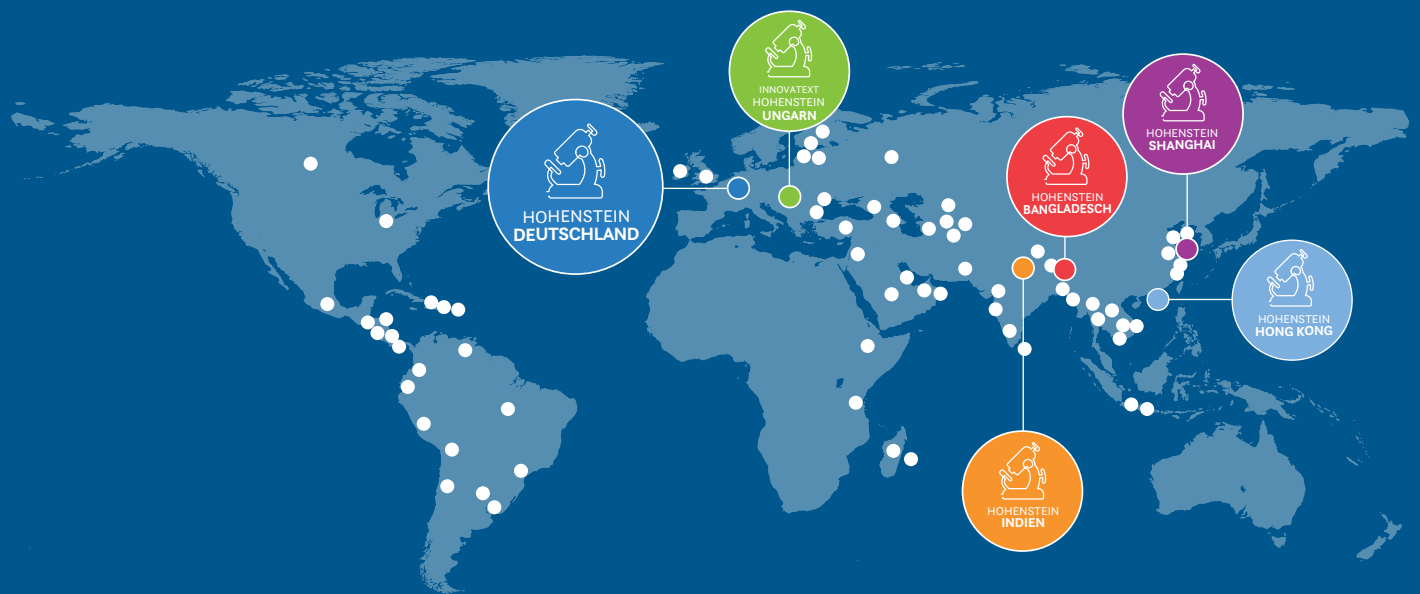 INNOVATEXT
HOHENSTEIN
UNGARN
HOHENSTEIN
SHANGHAI
HOHENSTEIN
DEUTSCHLAND
HOHENSTEIN
BANGLADESCH
HOHENSTEIN
HONG KONG
HOHENSTEIN
INDIEN